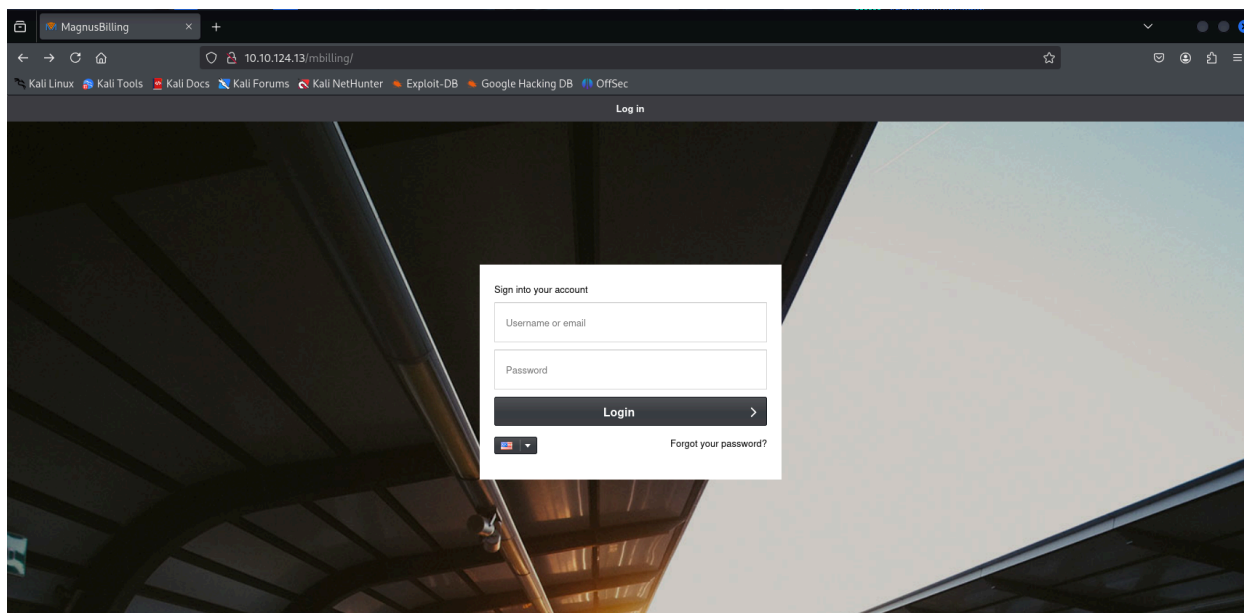 MagnusBilling
10.10.124.13/mbilling/
Kali Linux Kali Tools Kali Docs Kali Forums Kali NetHunter Exploit-DB Google Hacking DB OffSec
Log in
Sign into your account
Username or email
Password
Login
Forgot your password?